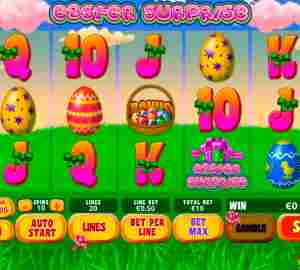 EASTER SURPRISE
Q 10 J K
BONUS 10 J
J Q K EASTER SURPRISE J
SPINS LINES LINE BET TOTAL BET WIN
10 20 €0.50 €10 €0
AUTO START BET PER LINE BET MAX GAMBLE